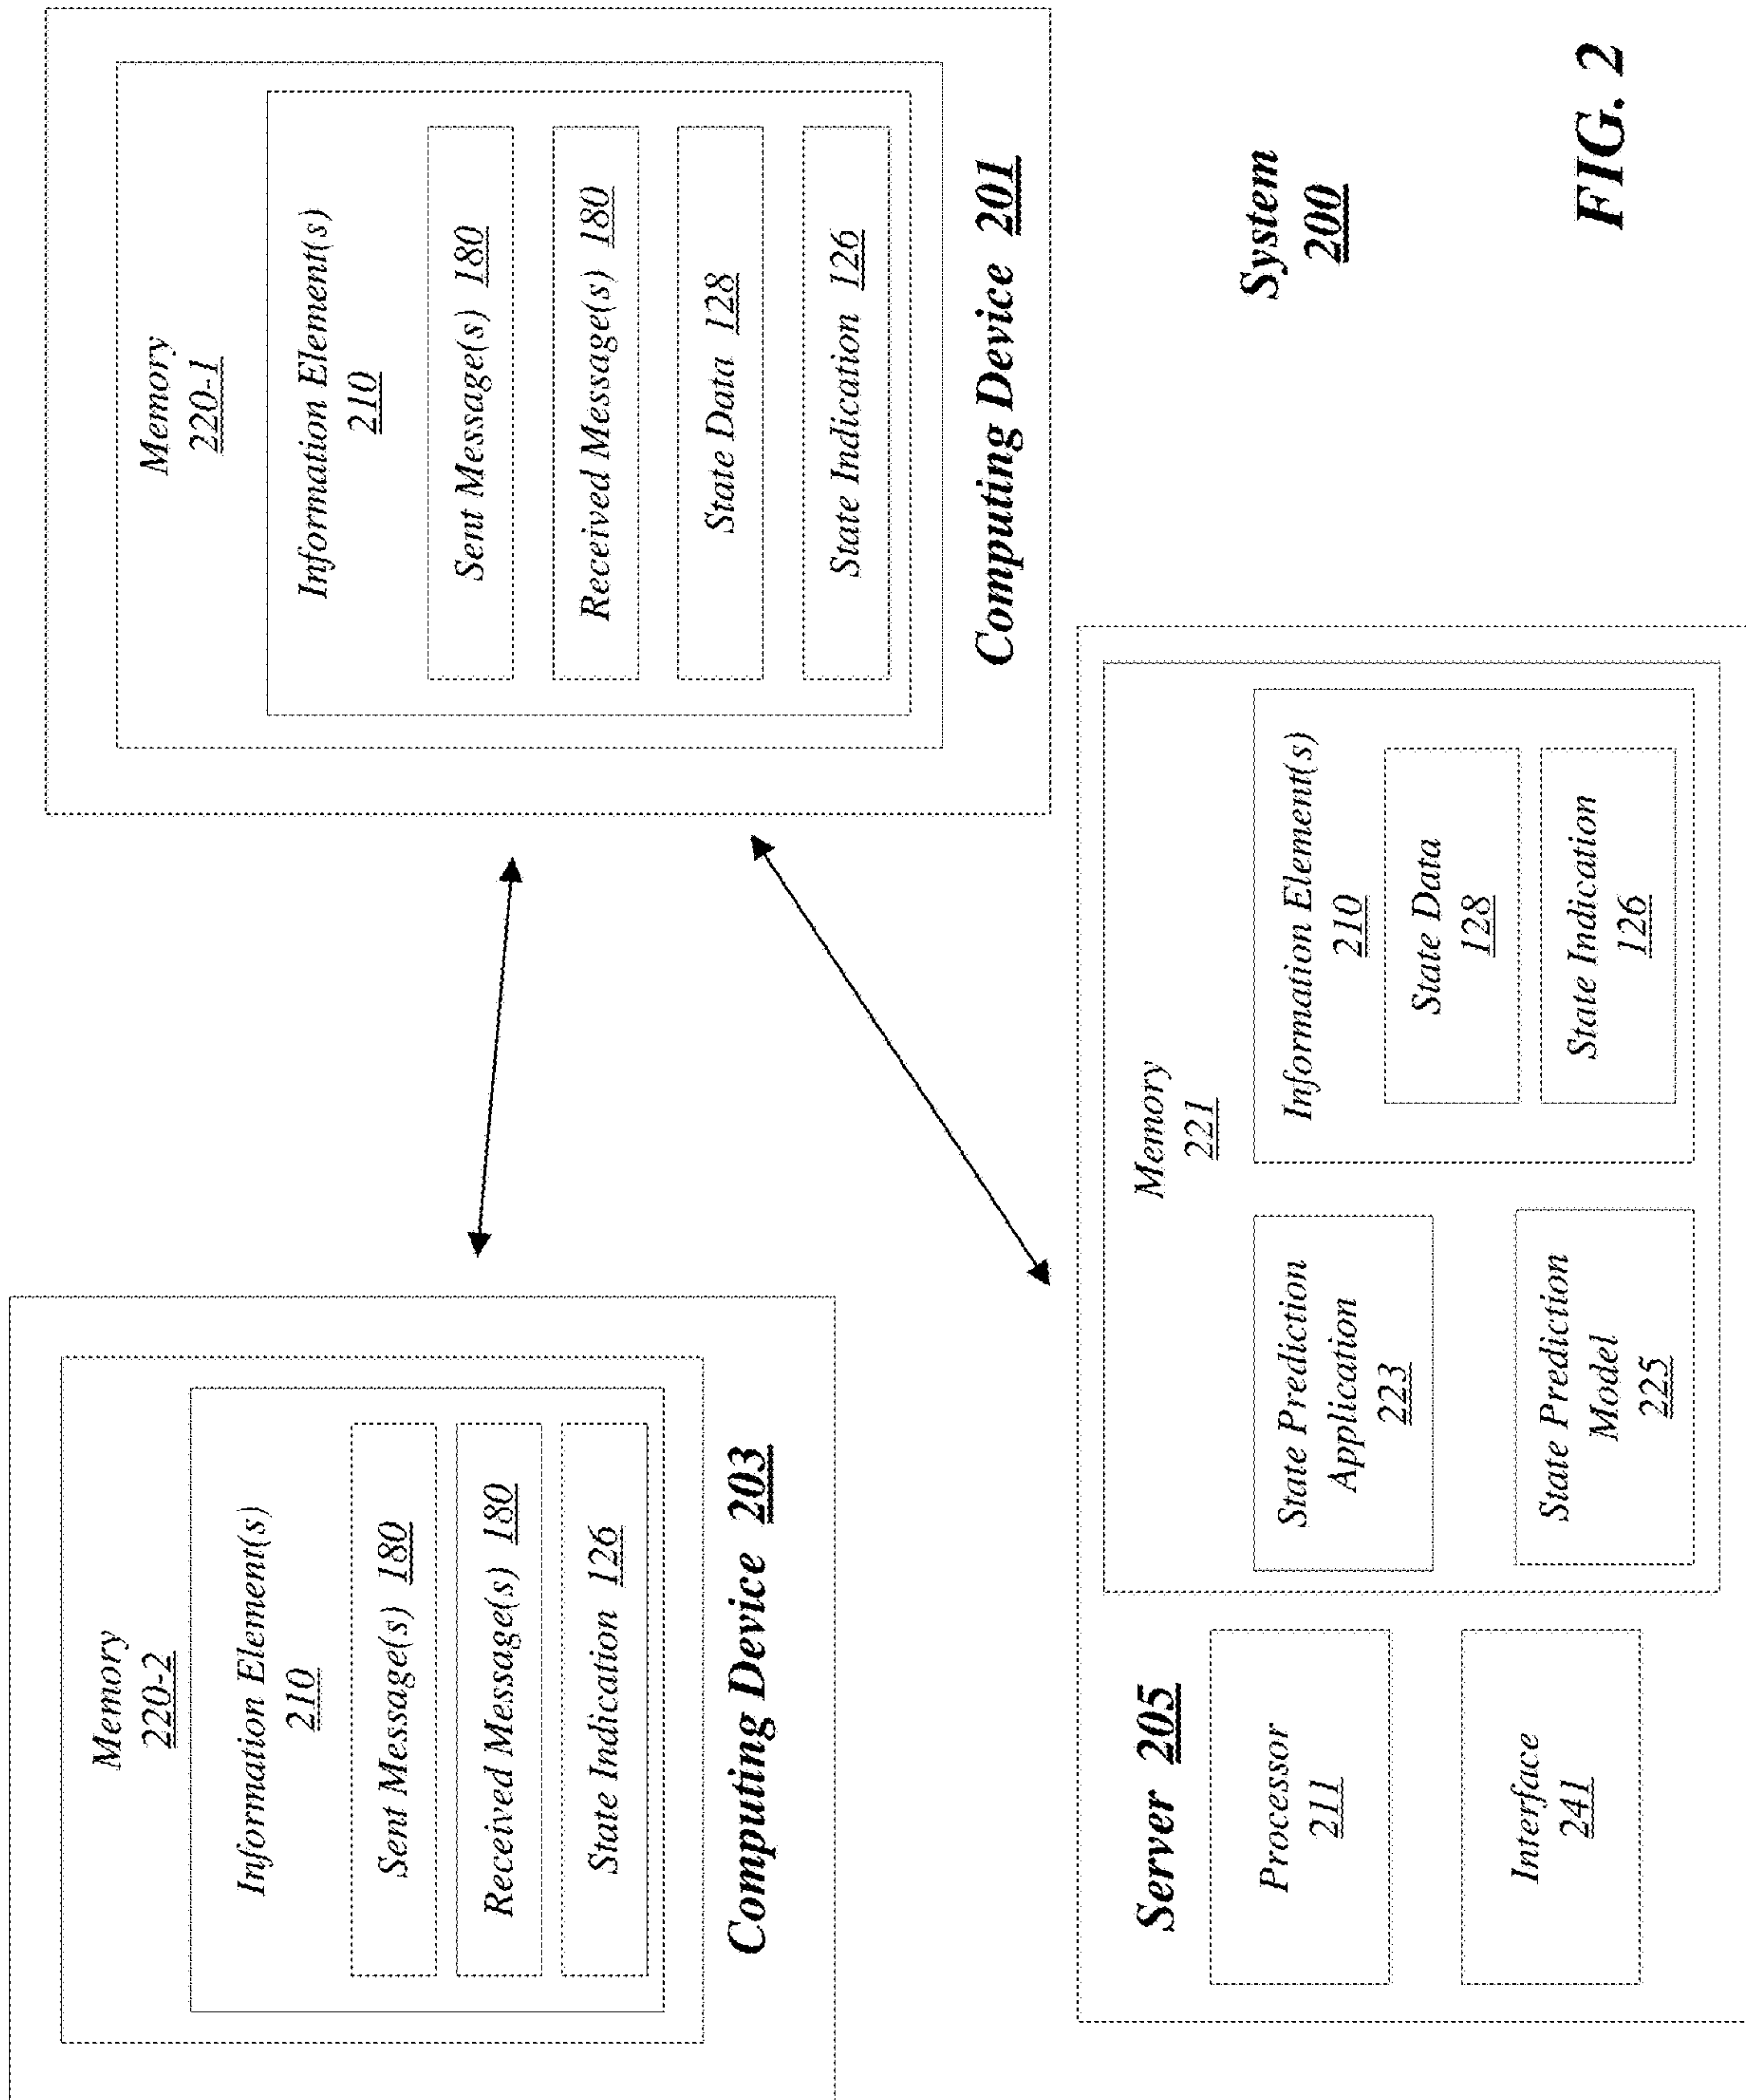 Memory
220-2
Information Element(s)
210
Sent Message(s) 180
Received Message(s) 180
State Indication 126
Computing Device 203
Memory
220-1
Information Element(s)
210
Sent Message(s) 180
Received Message(s) 180
State Data 128
State Indication 126
Computing Device 201
Server 205
Processor
211
Interface
241
Memory
221
State Prediction
Application
223
State Prediction
Model
225
Information Element(s)
210
State Data
128
State Indication
126
System
200
FIG. 2